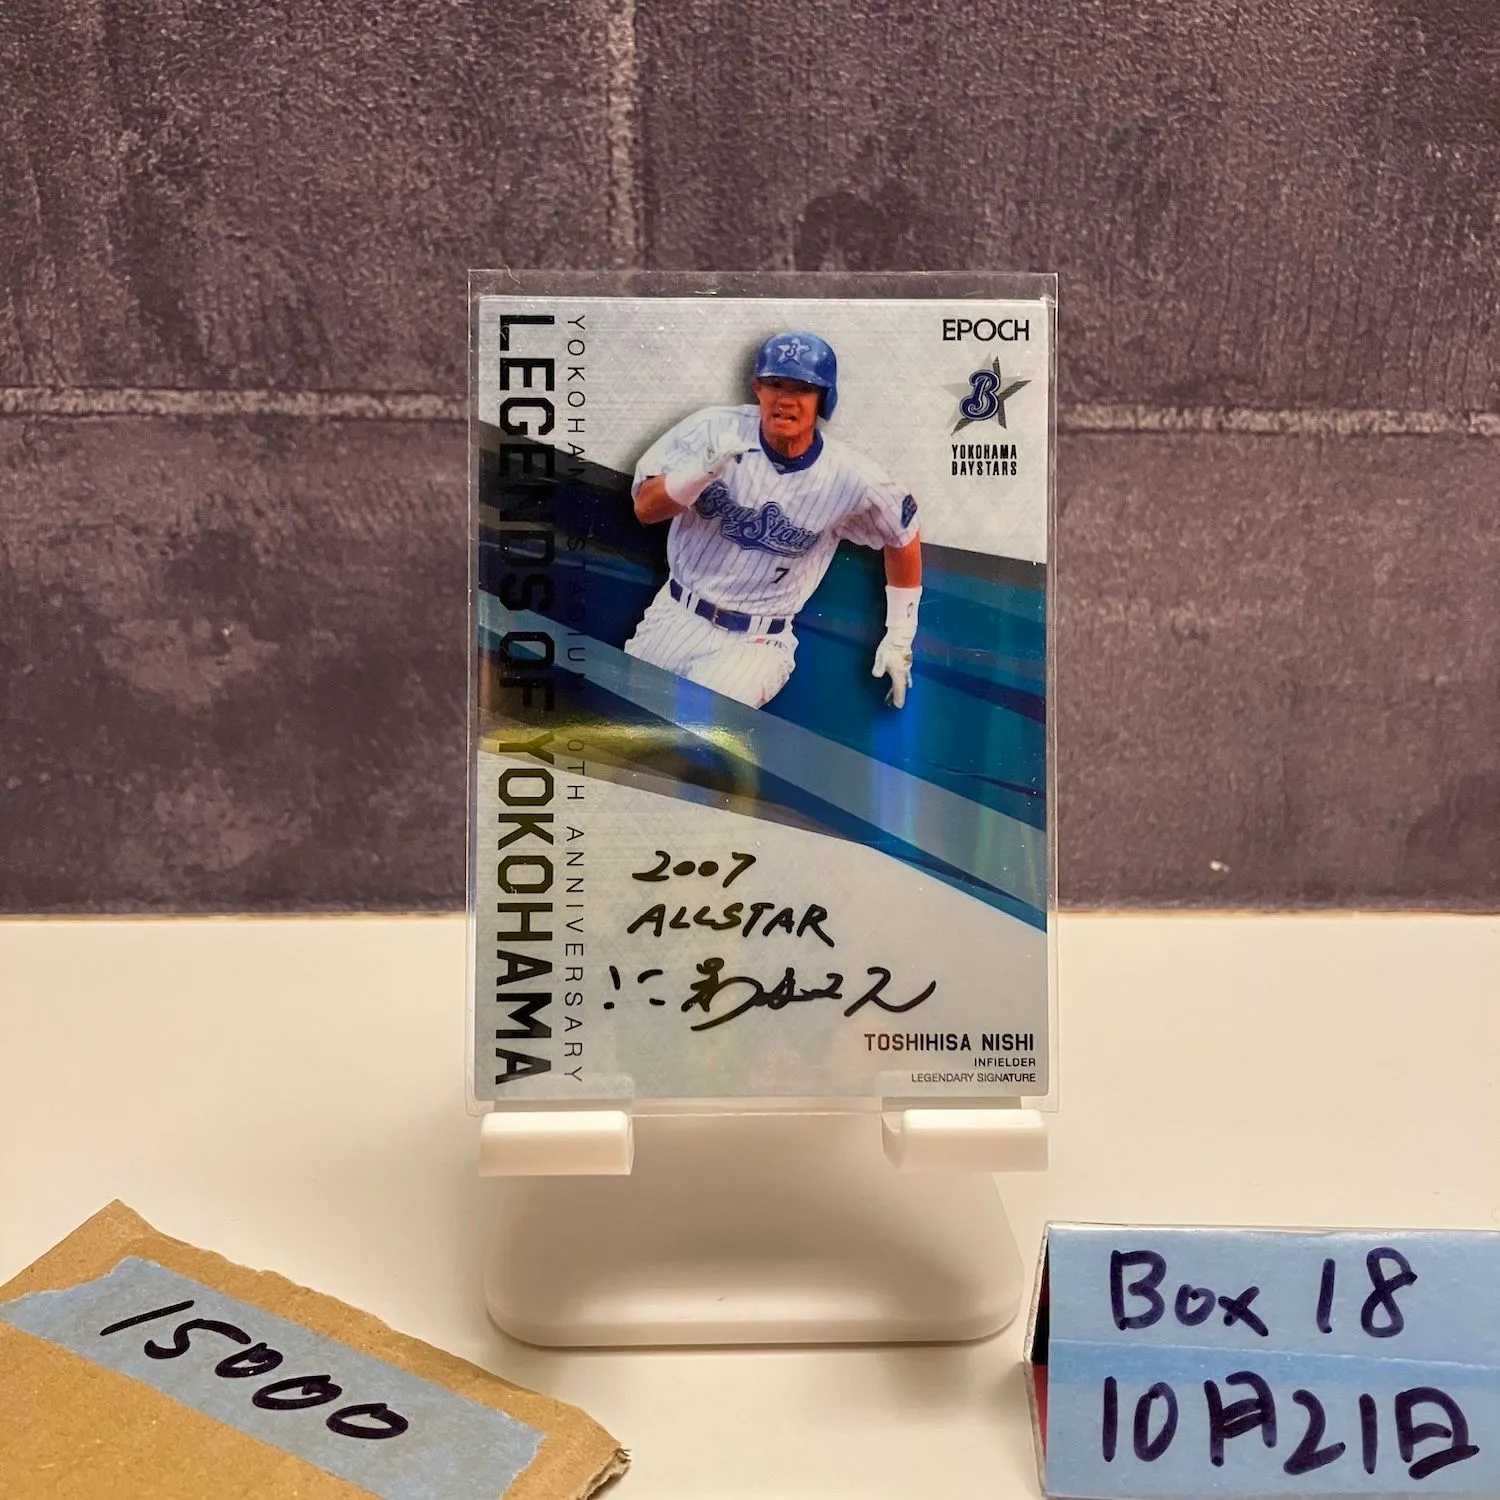 EPOCH
B
YOKOHAMA
BAYSTARS
LEGENDS OF YOKOHAMA
YOKOHAMA STADIUM 0TH ANNIVERSARY
B
BayStars
7
2007
ALLSTAR
TOSHIHISA NISHI
INFIELDER
LEGENDARY SIGNATURE
15000
Box 18
10月21日